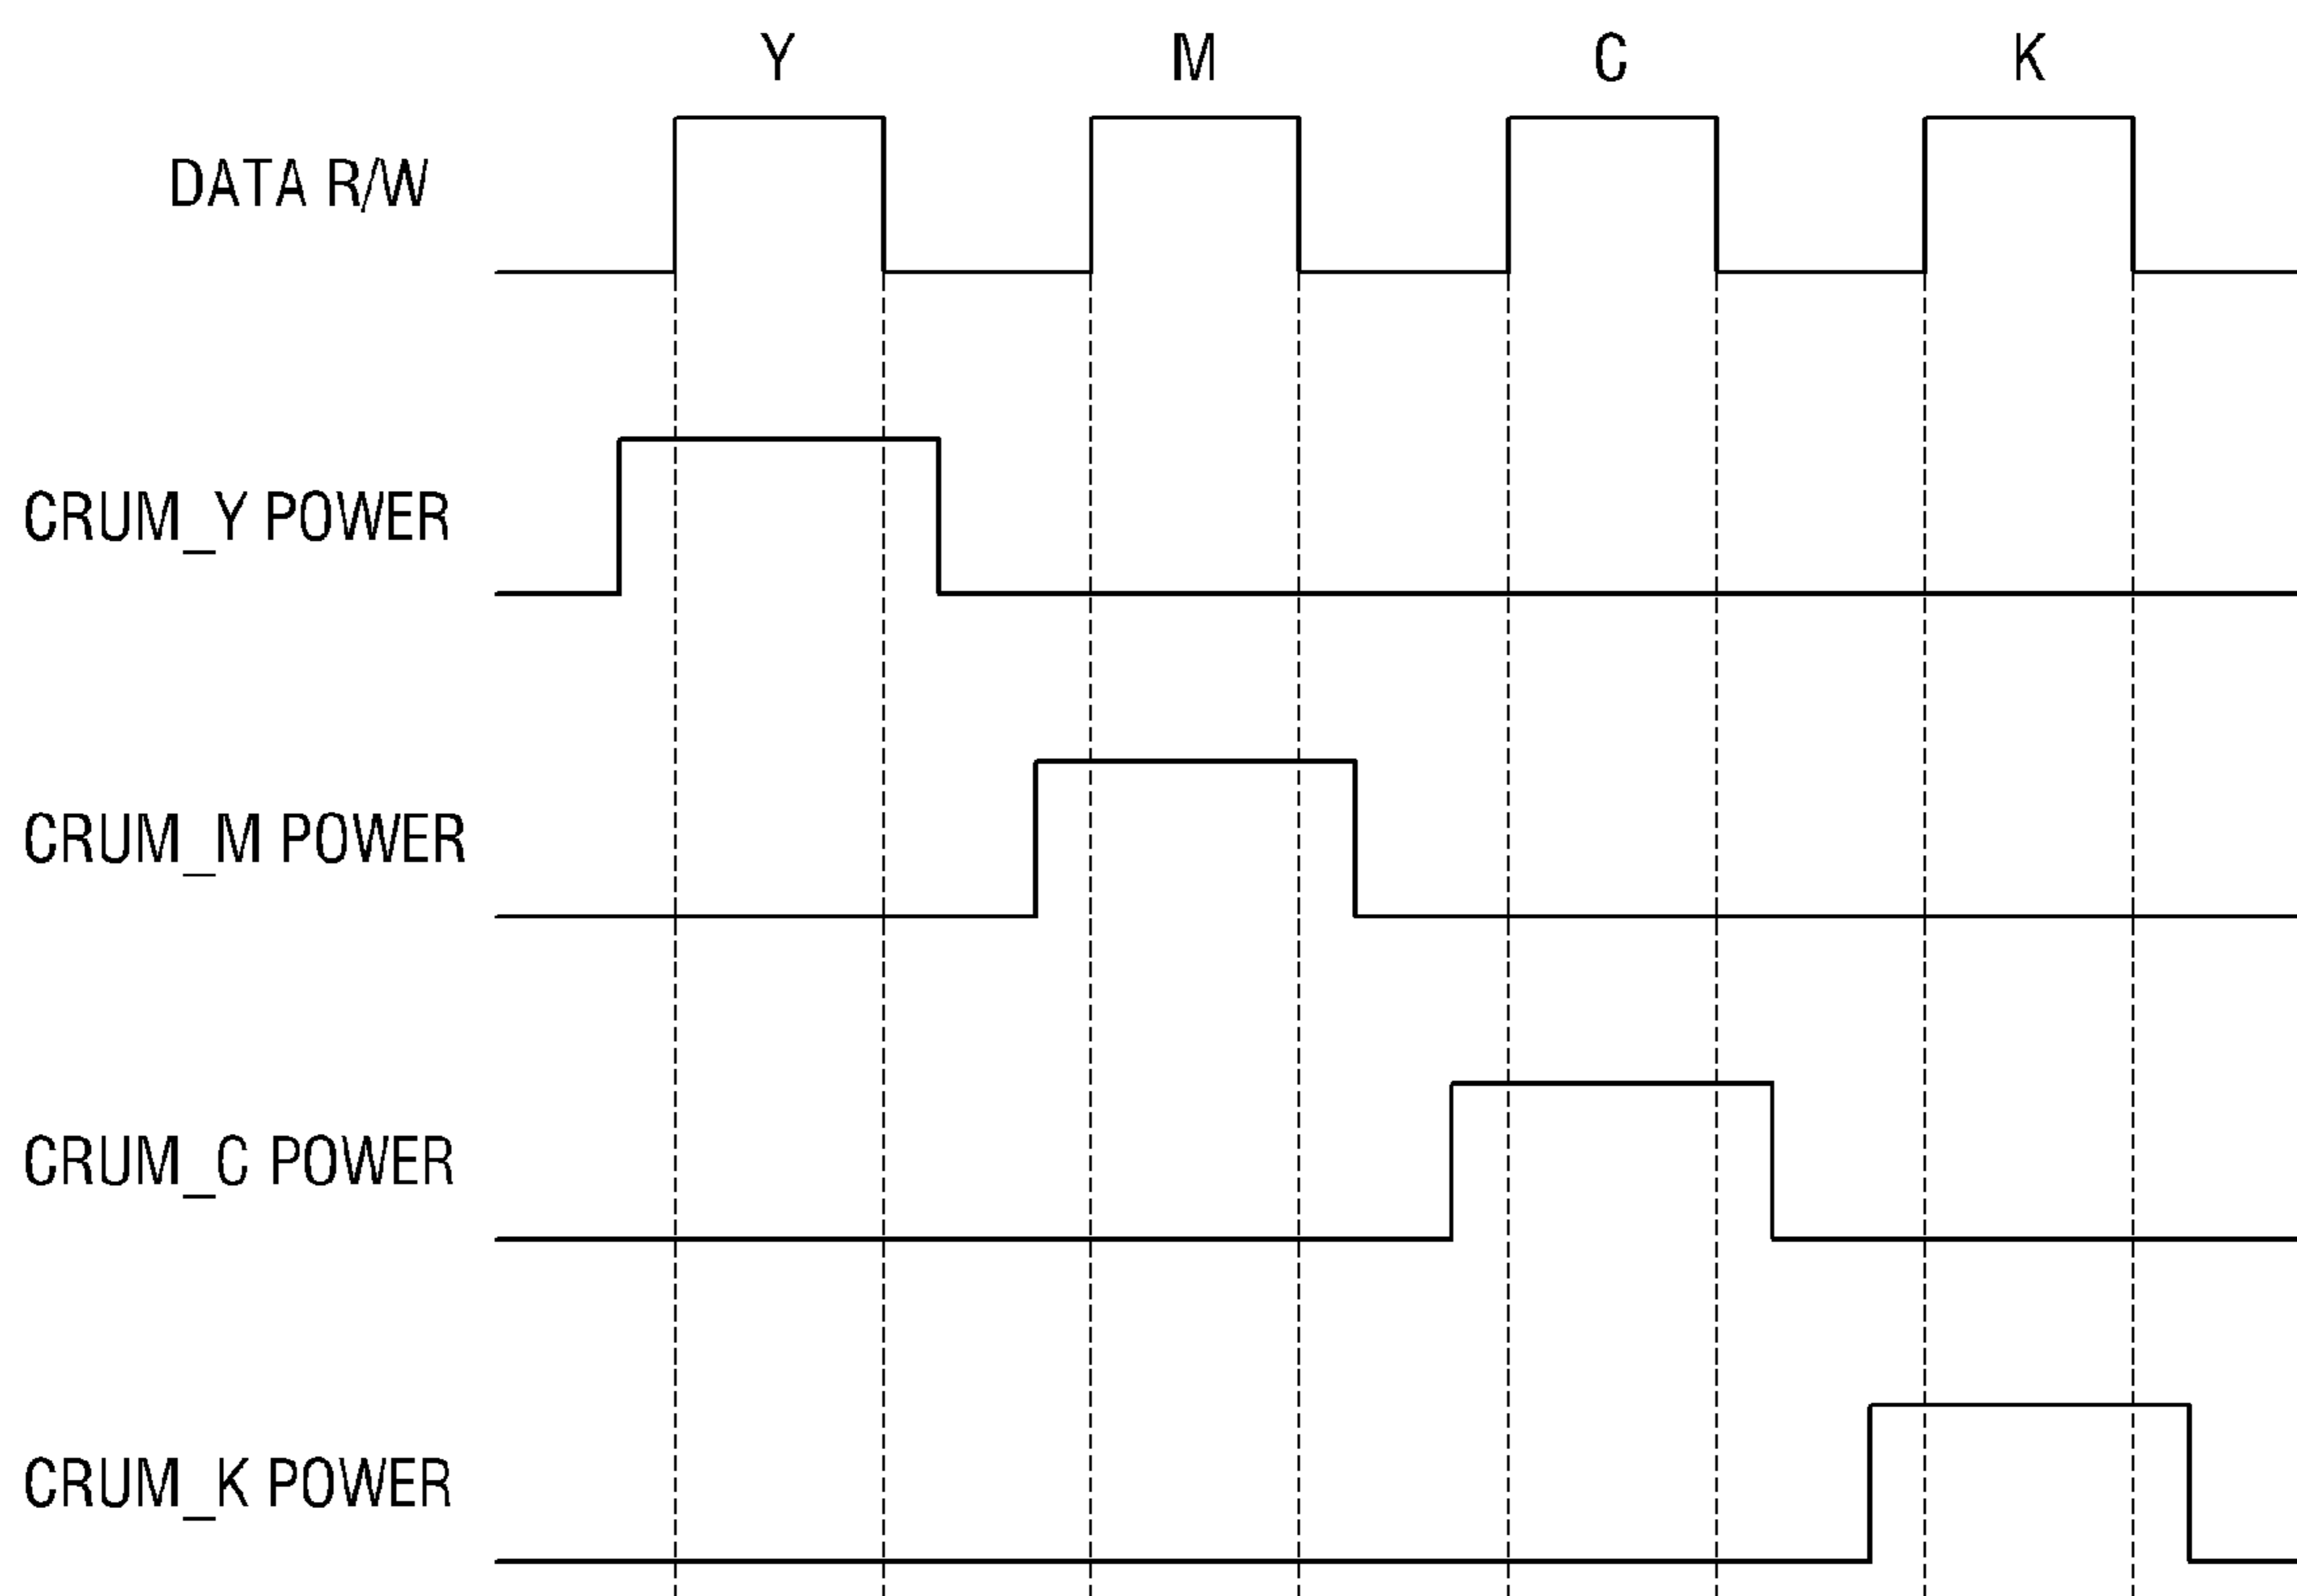 Y M C K
DATA R/W
CRUM_Y POWER
CRUM_M POWER
CRUM_C POWER
CRUM_K POWER